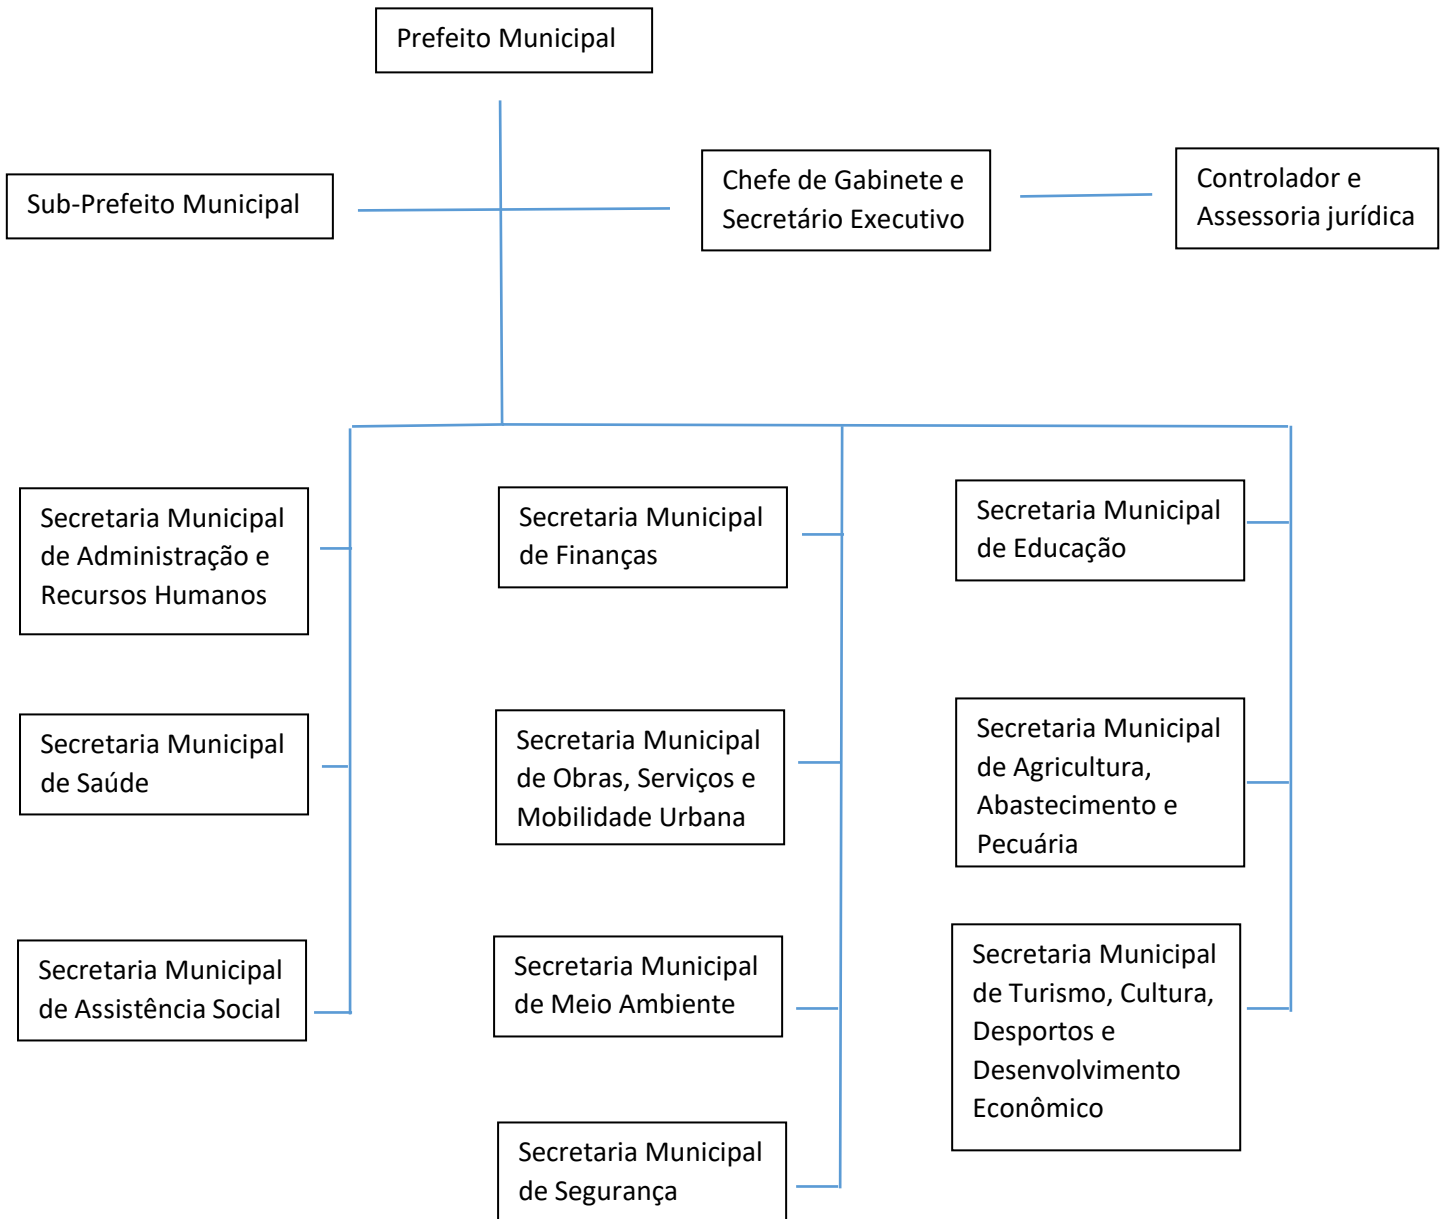 Prefeito Municipal
Sub-Prefeito Municipal
Chefe de Gabinete e
Secretário Executivo
Controlador e
Assessoria jurídica
Secretaria Municipal
de Administração e
Recursos Humanos
Secretaria Municipal
de Finanças
Secretaria Municipal
de Educação
Secretaria Municipal
de Saúde
Secretaria Municipal
de Obras, Serviços e
Mobilidade Urbana
Secretaria Municipal
de Agricultura,
Abastecimento e
Pecuária
Secretaria Municipal
de Assistência Social
Secretaria Municipal
de Meio Ambiente
Secretaria Municipal
de Turismo, Cultura,
Desportos e
Desenvolvimento
Econômico
Secretaria Municipal
de Segurança